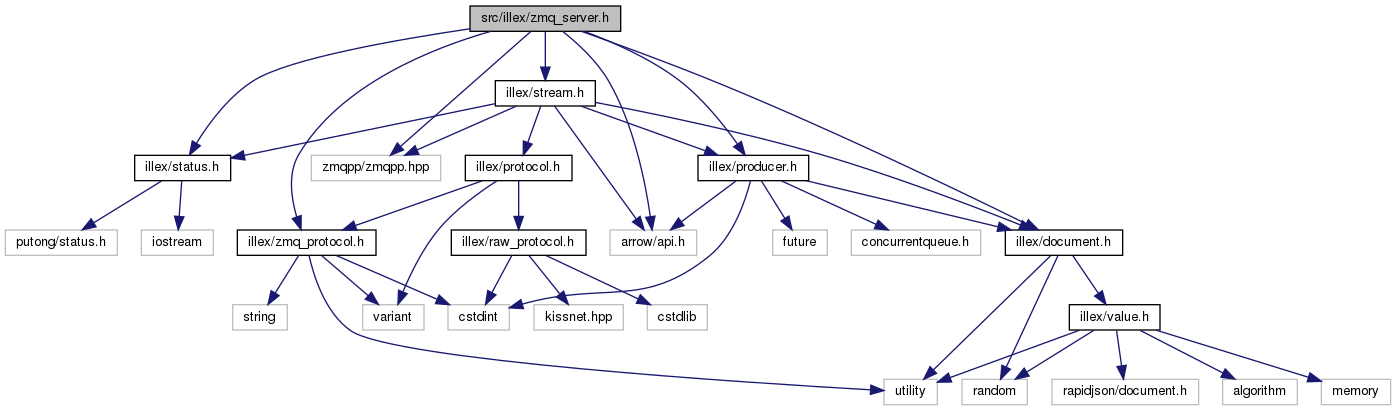 src/illex/zmq_server.h
illex/stream.h
illex/status.h
zmqpp/zmqpp.hpp
illex/protocol.h
illex/producer.h
putong/status.h
iostream
illex/zmq_protocol.h
illex/raw_protocol.h
arrow/api.h
future
concurrentqueue.h
illex/document.h
string
variant
cstdint
kissnet.hpp
cstdlib
illex/value.h
utility
random
rapidjson/document.h
algorithm
memory